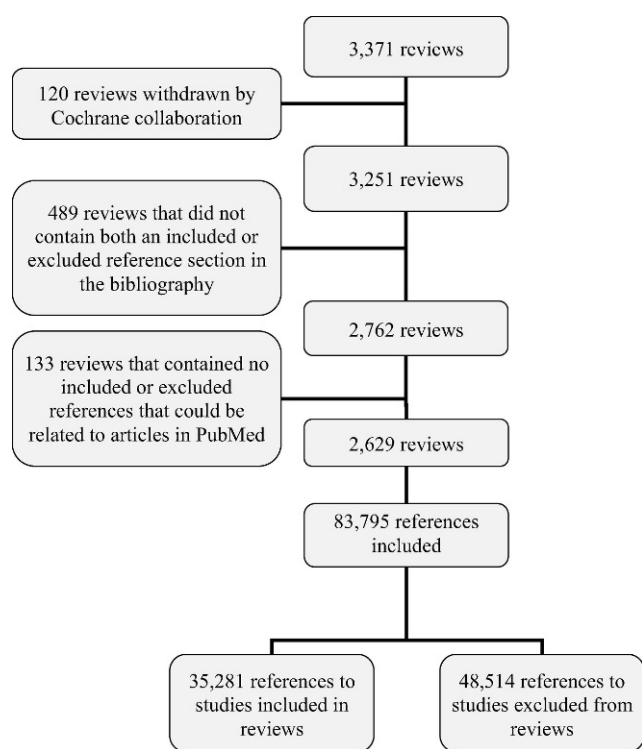 3,371 reviews
120 reviews withdrawn by
Cochrane collaboration
3,251 reviews
489 reviews that did not
contain both an included or
excluded reference section in
the bibliography
2,762 reviews
133 reviews that contained no
included or excluded
references that could be
related to articles in PubMed
2,629 reviews
83,795 references
included
35,281 references to
studies included in
reviews
48,514 references to
studies excluded from
reviews